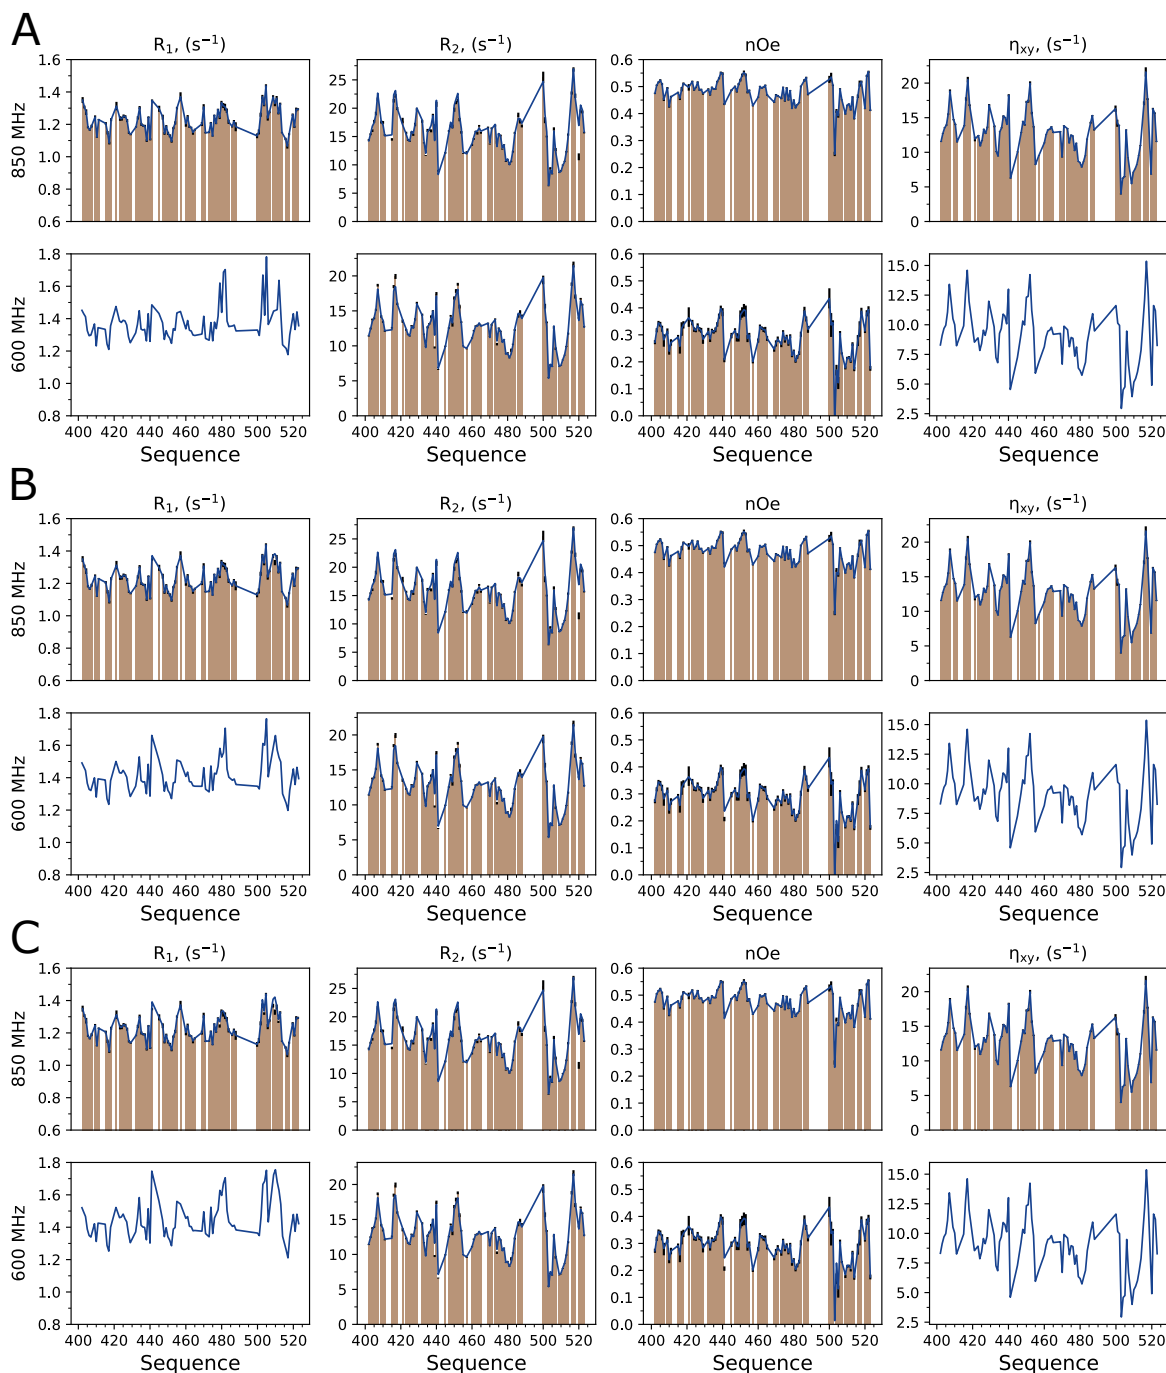 A
R₁, (s⁻¹) R₂, (s⁻¹) nOe ηxy, (s⁻¹)
850 MHz
1.6 1.4 1.2 1.0 0.8 0.6
25 20 15 10 5 0
0.6 0.5 0.4 0.3 0.2 0.1 0.0
20 15 10 5 0
600 MHz
1.8 1.6 1.4 1.2 1.0 0.8
20 15 10 5 0
0.6 0.5 0.4 0.3 0.2 0.1 0.0
15.0 12.5 10.0 7.5 5.0 2.5
400 420 440 460 480 500 520 400 420 440 460 480 500 520 400 420 440 460 480 500 520 400 420 440 460 480 500 520
Sequence Sequence Sequence Sequence
B
R₁, (s⁻¹) R₂, (s⁻¹) nOe ηxy, (s⁻¹)
850 MHz
1.6 1.4 1.2 1.0 0.8 0.6
25 20 15 10 5 0
0.6 0.5 0.4 0.3 0.2 0.1 0.0
20 15 10 5 0
600 MHz
1.8 1.6 1.4 1.2 1.0 0.8
20 15 10 5 0
0.6 0.5 0.4 0.3 0.2 0.1 0.0
15.0 12.5 10.0 7.5 5.0 2.5
400 420 440 460 480 500 520 400 420 440 460 480 500 520 400 420 440 460 480 500 520 400 420 440 460 480 500 520
Sequence Sequence Sequence Sequence
C
R₁, (s⁻¹) R₂, (s⁻¹) nOe ηxy, (s⁻¹)
850 MHz
1.6 1.4 1.2 1.0 0.8 0.6
25 20 15 10 5 0
0.6 0.5 0.4 0.3 0.2 0.1 0.0
20 15 10 5 0
600 MHz
1.8 1.6 1.4 1.2 1.0 0.8
20 15 10 5 0
0.6 0.5 0.4 0.3 0.2 0.1 0.0
15.0 12.5 10.0 7.5 5.0 2.5
400 420 440 460 480 500 520 400 420 440 460 480 500 520 400 420 440 460 480 500 520 400 420 440 460 480 500 520
Sequence Sequence Sequence Sequence